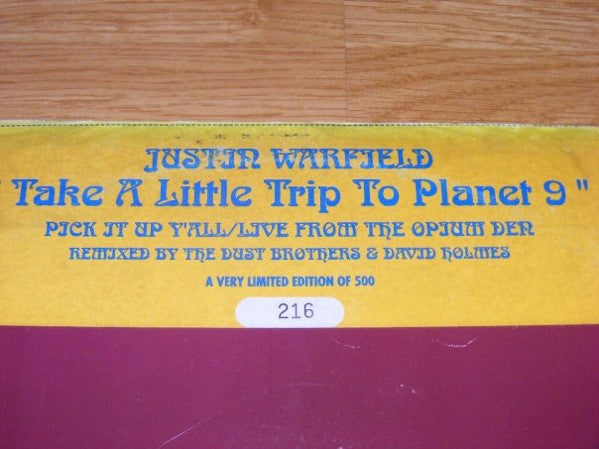 JUSTIN WARFIELD
" Take A Little Trip To Planet 9 "
PICK IT UP Y'ALL/LIVE FROM THE OPIUM DEN
REMIXED BY THE DUST BROTHERS & DAVID HOLMES
A VERY LIMITED EDITION OF 500
216